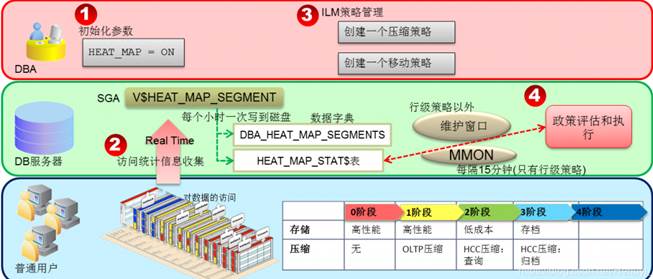 1
初始化参数
HEAT_MAP = ON
DBA
3
ILM策略管理
创建一个压缩策略
创建一个移动策略
SGA
V$HEAT_MAP_SEGMENT
每个小时一次写到磁盘
数据字典
DBA_HEAT_MAP_SEGMENTS
HEAT_MAP_STAT$表
2
Real Time
访问统计信息收集
DB服务器
行级策略以外
维护窗口
MMON
每隔15分钟(只有行级策略)
4
政策评估和执
行
对数据的访问
普通用户
0阶段 1阶段 2阶段 3阶段 4阶段
存储 高性能 高性能 低成本 存档
压缩 无 OLTP压缩 HCC压缩: HCC压缩:
查询 归档